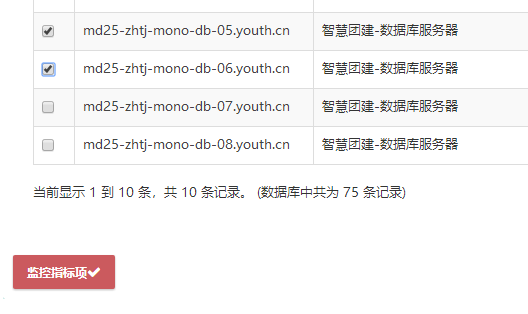 md25-zhtj-mono-db-05.youth.cn 智慧团建-数据库服务器
md25-zhtj-mono-db-06.youth.cn 智慧团建-数据库服务器
md25-zhtj-mono-db-07.youth.cn 智慧团建-数据库服务器
md25-zhtj-mono-db-08.youth.cn 智慧团建-数据库服务器
当前显示 1 到 10 条，共 10 条记录。 (数据库中共为 75 条记录)
监控指标项✔